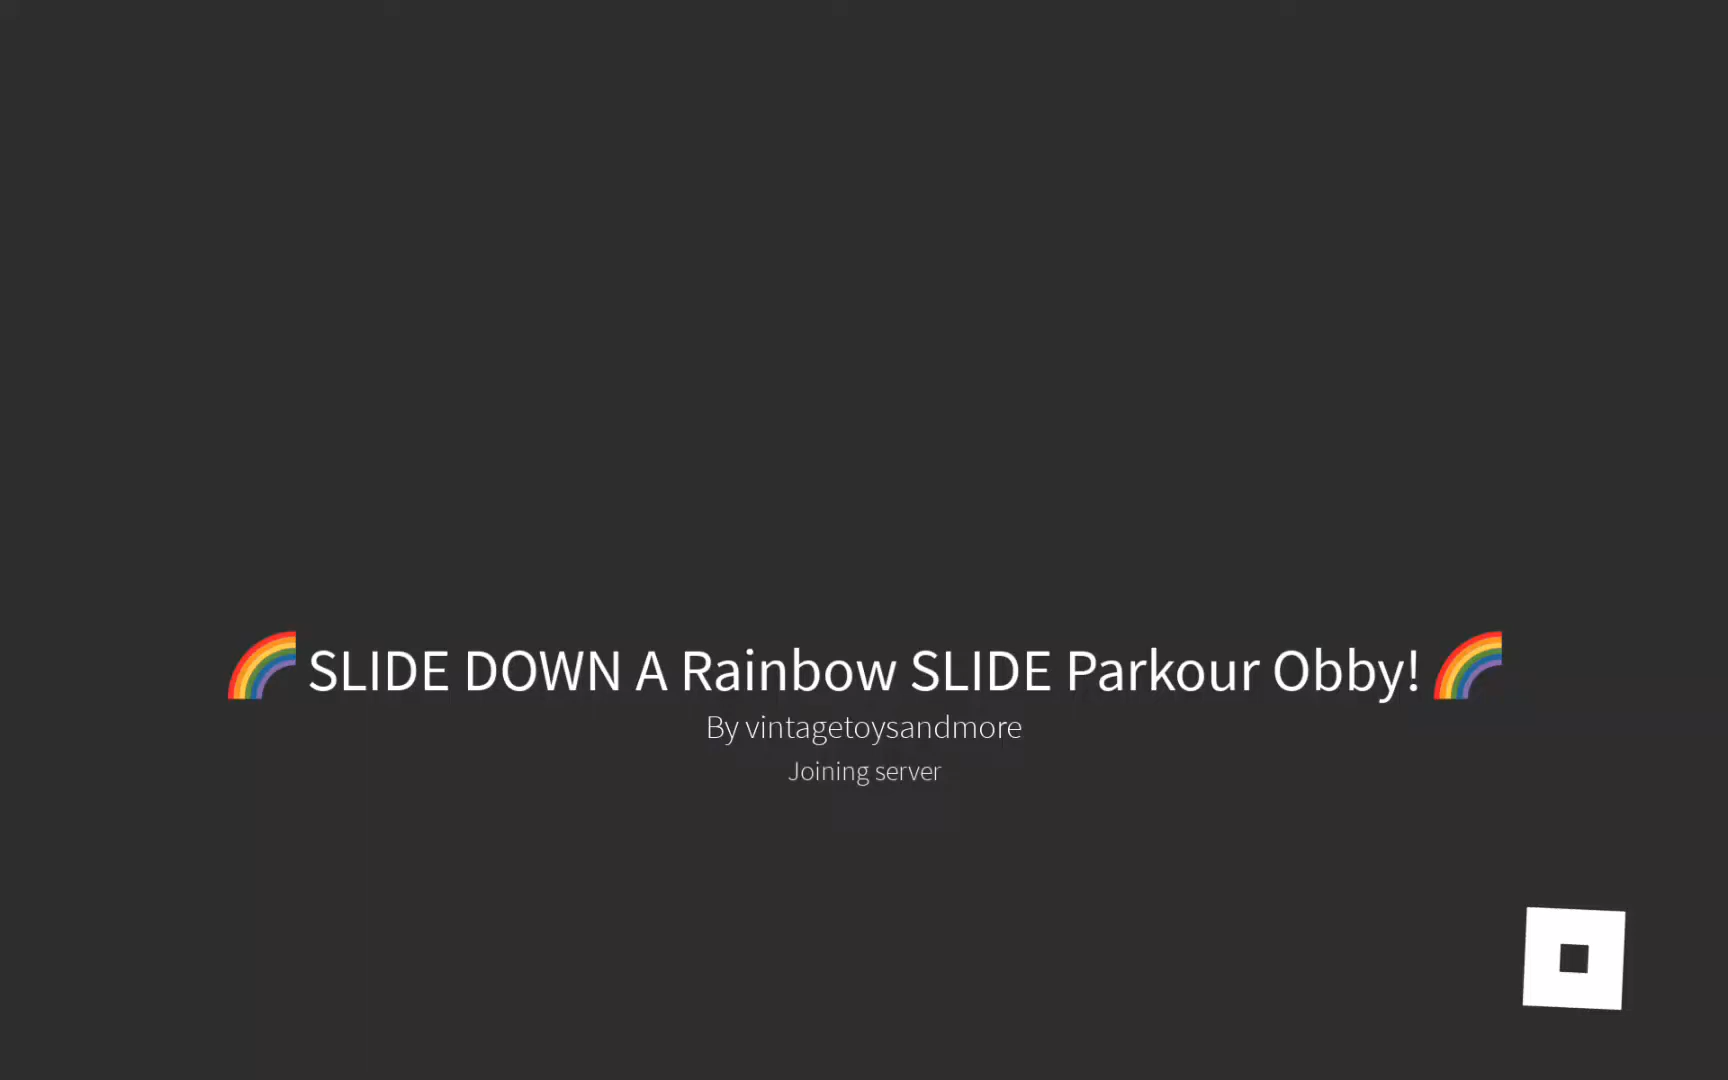 🌈 SLIDE DOWN A Rainbow SLIDE Parkour Obby! 🌈
By vintagetoysandmore
Joining server